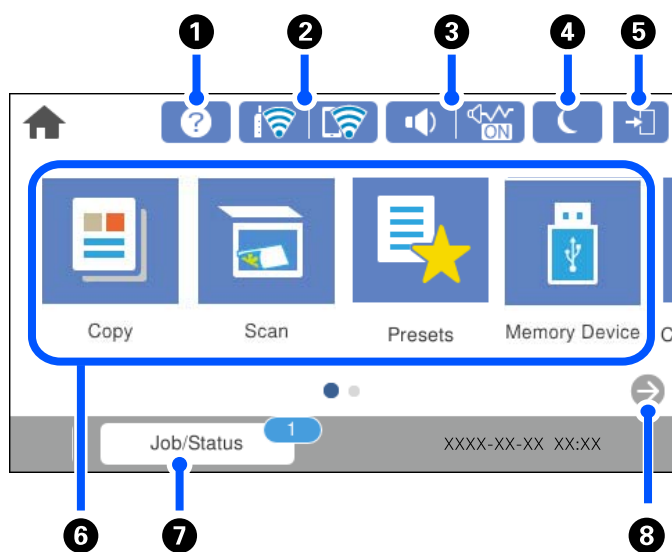 1 2 3 4 5
?
ON
Copy Scan Presets Memory Device C
Job/Status 1 XXXX-XX-XX XX:XX
6 7 8